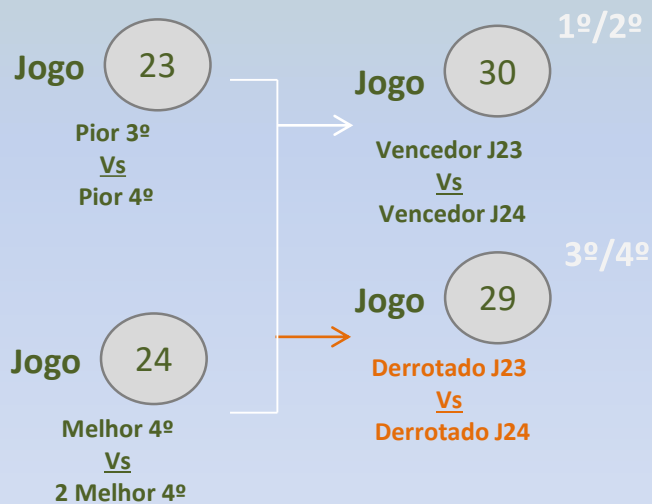 Jogo 23
Pior 3º
Vs
Pior 4º
Jogo 24
Melhor 4º
Vs
2 Melhor 4º
1º/2º
Jogo 30
Vencedor J23
Vs
Vencedor J24
3º/4º
Jogo 29
Derrotado J23
Vs
Derrotado J24